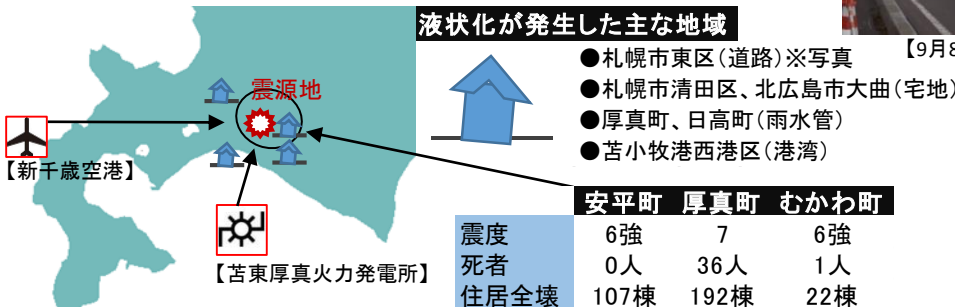 液状化が発生した主な地域
●札幌市東区(道路)※写真
【9月8
●札幌市清田区、北広島市大曲(宅地)
●厚真町、日高町(雨水管)
●苫小牧港西港区(港湾)
震源地
【新千歳空港】
【苫東厚真火力発電所】
安平町 厚真町 むかわ町
震度 6強 7 6強
死者 0人 36人 1人
住居全壊 107棟 192棟 22棟